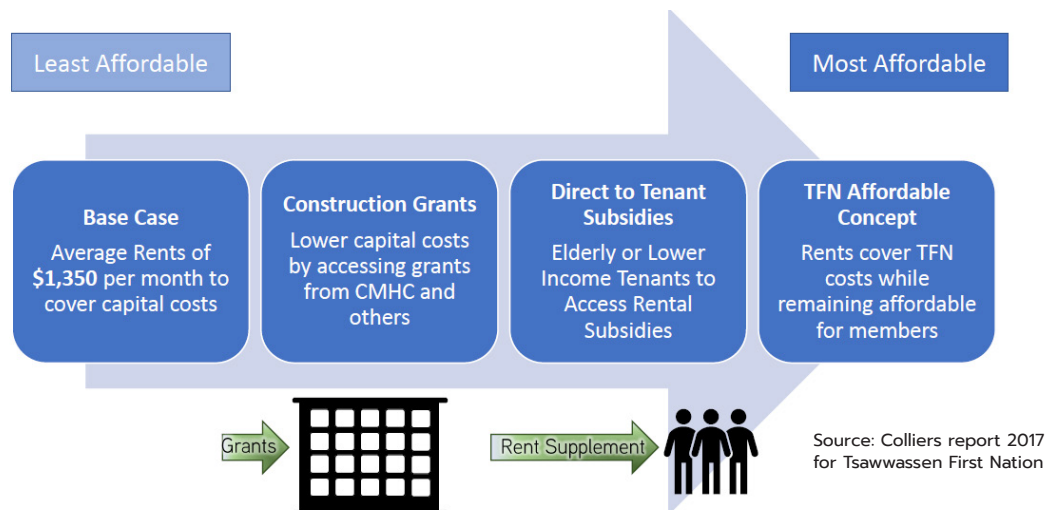 Least Affordable
Most Affordable
Base Case
Average Rents of
$1,350 per month to
cover capital costs
Construction Grants
Lower capital costs
by accessing grants
from CMHC and
others
Direct to Tenant
Subsidies
Elderly or Lower
Income Tenants to
Access Rental
Subsidies
TFN Affordable
Concept
Rents cover TFN
costs while
remaining affordable
for members
Grants
Rent Supplement
Source: Colliers report 2017
for Tsawwassen First Nation